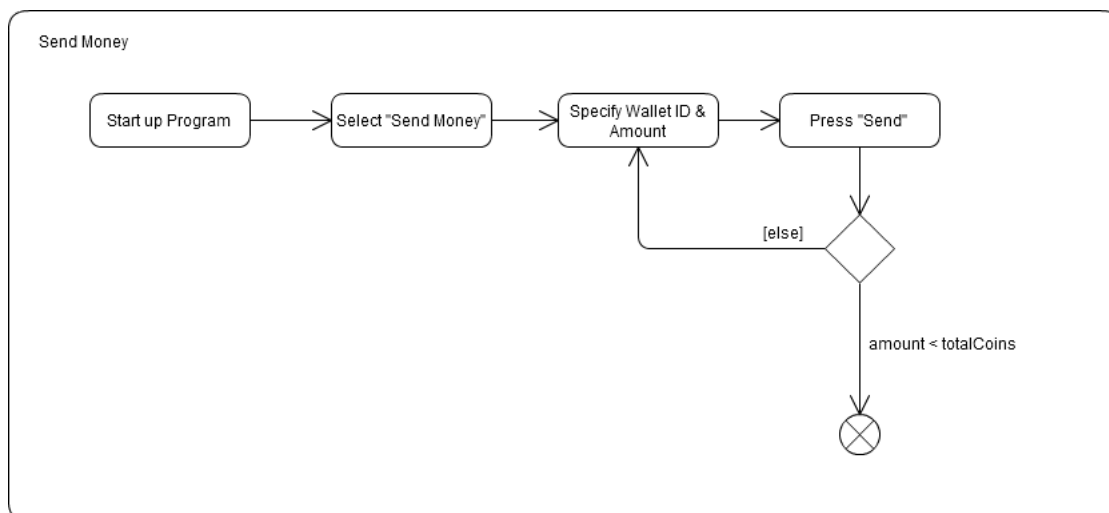 Send Money
Start up Program
Select "Send Money"
Specify Wallet ID &
Amount
Press "Send"
[else]
amount < totalCoins